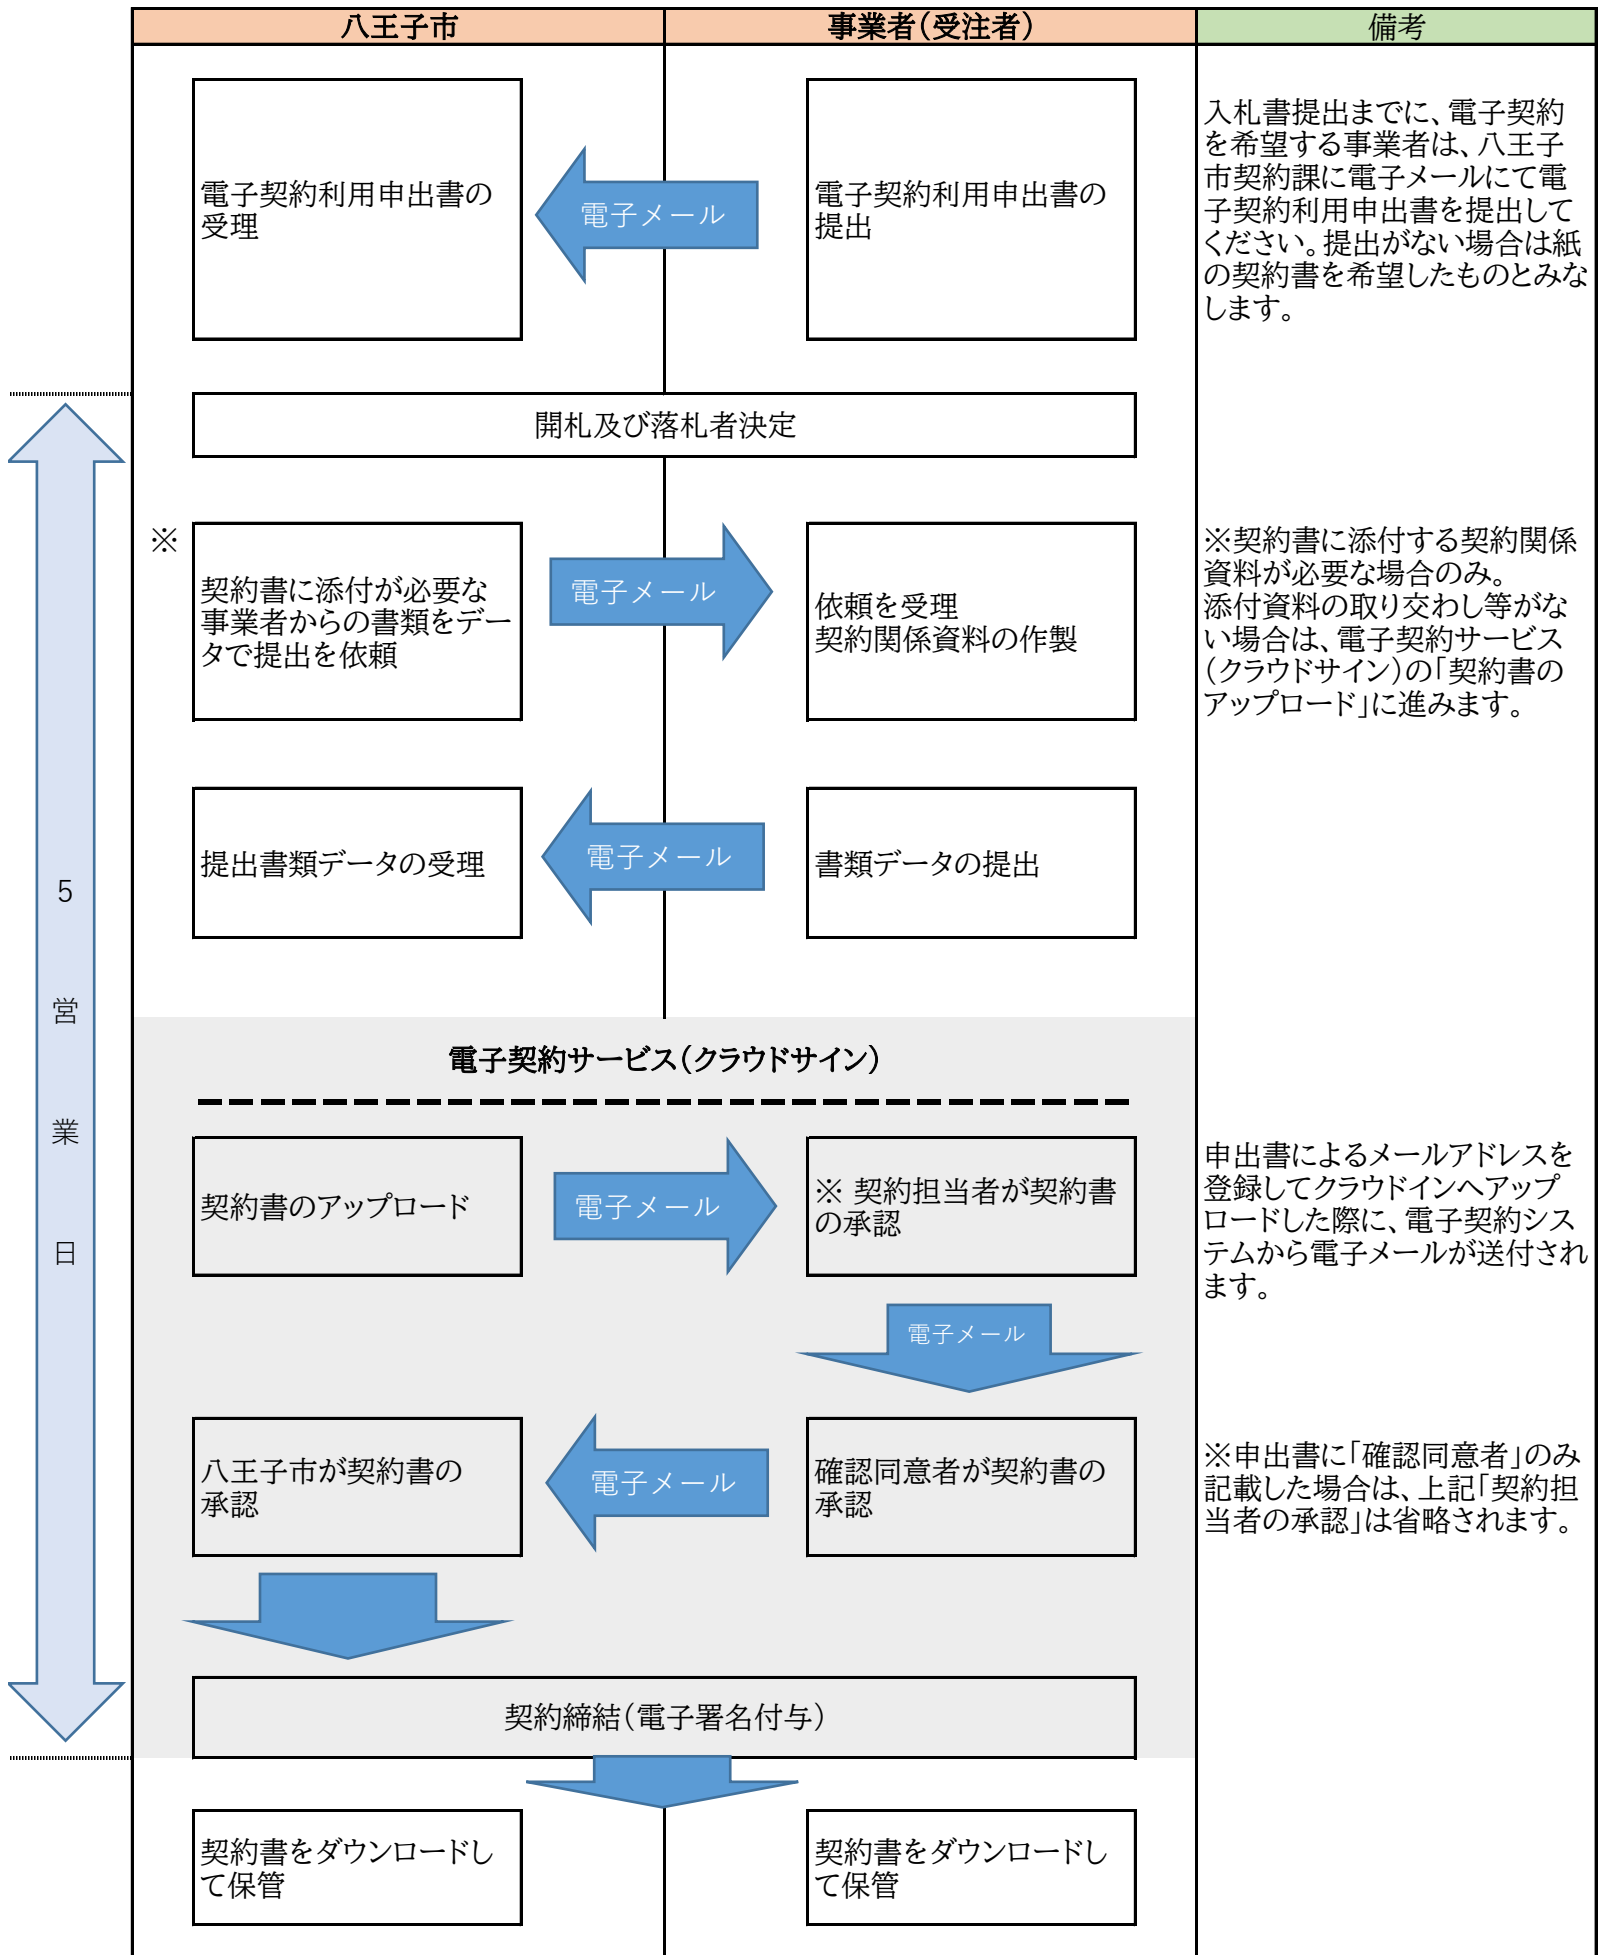 八王子市
事業者（受注者）
備考
電子契約利用申出書の
受理
電子メール
電子契約利用申出書の
提出
入札書提出までに、電子契約
を希望する事業者は、八王子
市契約課に電子メールにて電
子契約利用申出書を提出して
ください。提出がない場合は紙
の契約書を希望したものとみな
します。
開札及び落札者決定
※
契約書に添付が必要な
事業者からの書類をデー
タで提出を依頼
電子メール
依頼を受理
契約関係資料の作製
※契約書に添付する契約関係
資料が必要な場合のみ。
添付資料の取り交わし等がな
い場合は、電子契約サービス
（クラウドサイン）の「契約書の
アップロード」に進みます。
提出書類データの受理
電子メール
書類データの提出
5
営
業
日
電子契約サービス（クラウドサイン）
契約書のアップロード
電子メール
※ 契約担当者が契約書
の承認
申出書によるメールアドレスを
登録してクラウドインへアップ
ロードした際に、電子契約シス
テムから電子メールが送付され
ます。
電子メール
八王子市が契約書の
承認
電子メール
確認同意者が契約書の
承認
※申出書に「確認同意者」のみ
記載した場合は、上記「契約担
当者の承認」は省略されます。
契約締結（電子署名付与）
契約書をダウンロードし
て保管
契約書をダウンロードし
て保管